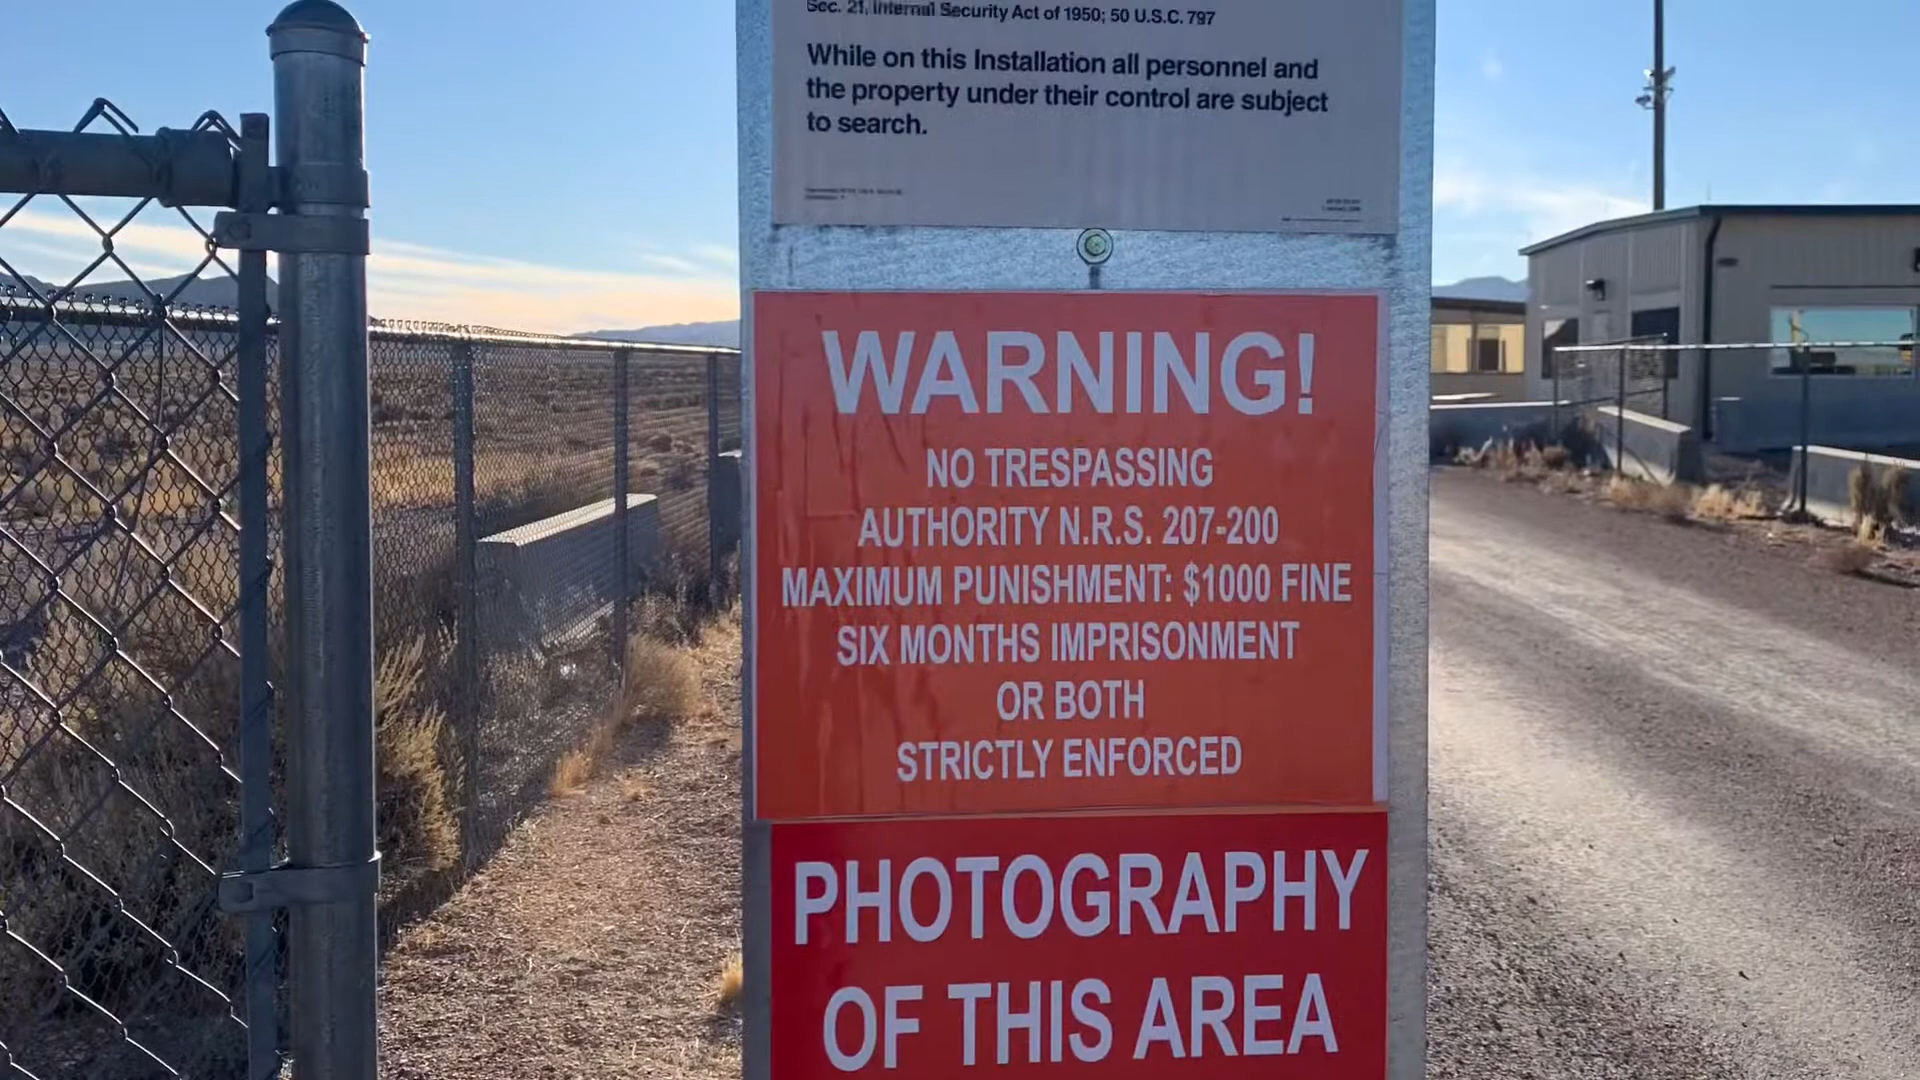 Sec. 21, Internal Security Act of 1950; 50 U.S.C. 797
While on this Installation all personnel and
the property under their control are subject
to search.
WARNING!
NO TRESPASSING
AUTHORITY N.R.S. 207-200
MAXIMUM PUNISHMENT: $1000 FINE
SIX MONTHS IMPRISONMENT
OR BOTH
STRICTLY ENFORCED
PHOTOGRAPHY
OF THIS AREA